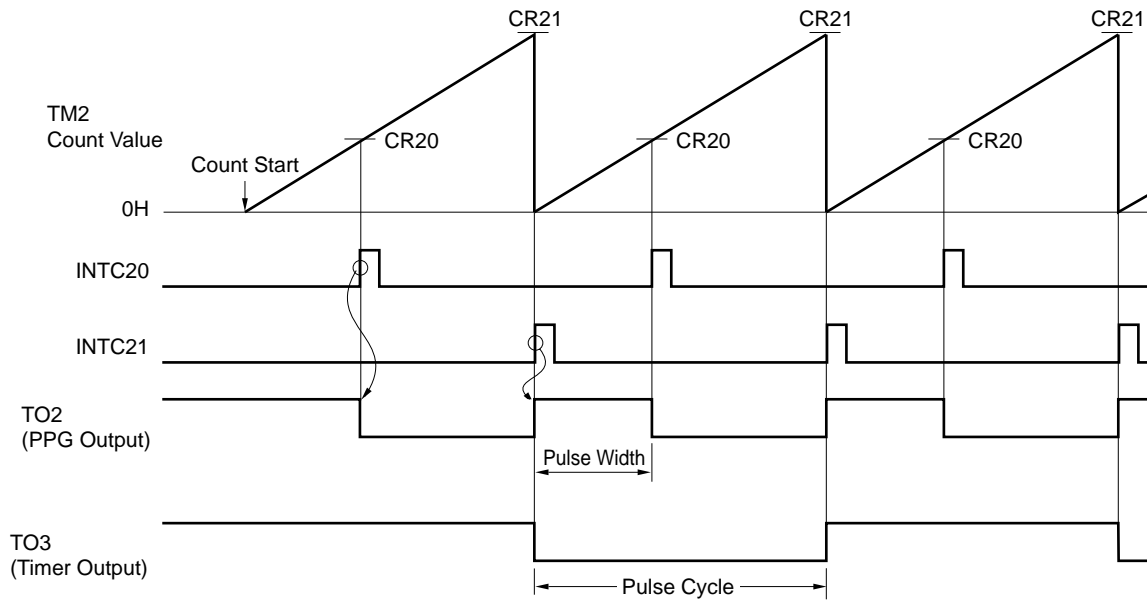 CR21
CR21
CR21
TM2
Count Value
CR20
CR20
CR20
Count Start
0H
INTC20
INTC21
TO2
(PPG Output)
Pulse Width
TO3
(Timer Output)
Pulse Cycle